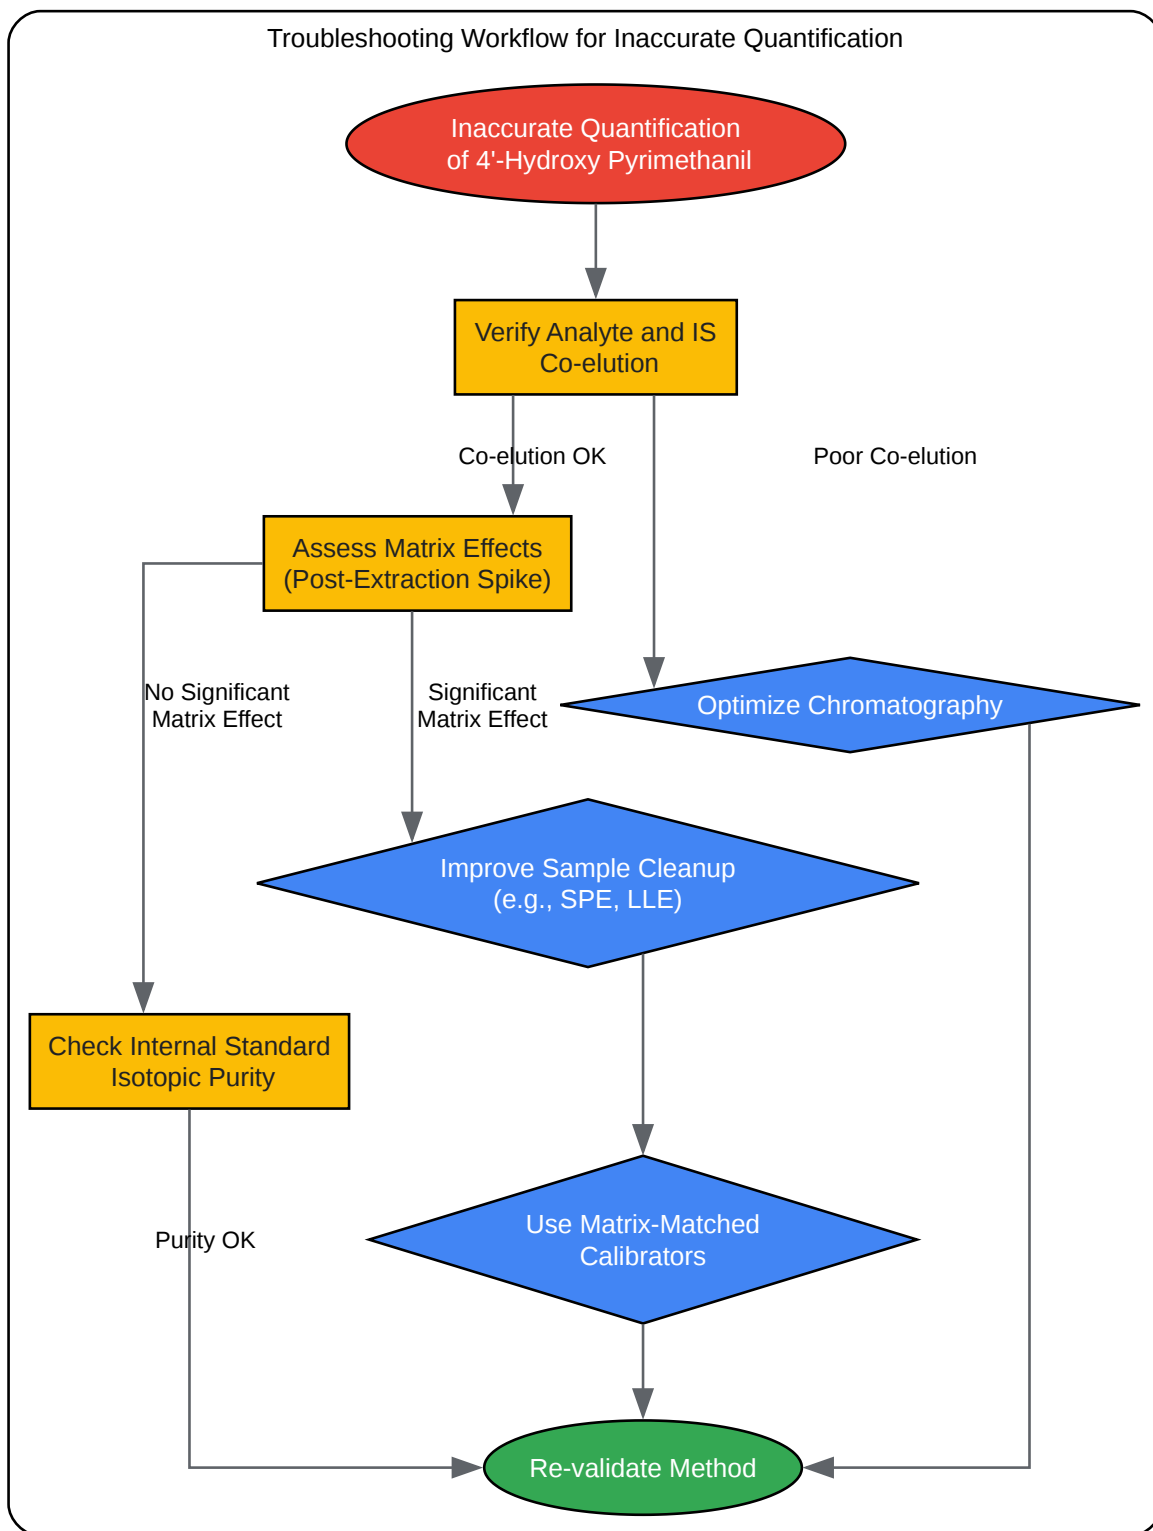 Troubleshooting Workflow for Inaccurate Quantification
Inaccurate Quantification
of 4'-Hydroxy Pyrimethanil
Verify Analyte and IS
Co-elution
Co-elution OK
Poor Co-elution
Assess Matrix Effects
(Post-Extraction Spike)
No Significant
Matrix Effect
Significant
Matrix Effect
Optimize Chromatography
Improve Sample Cleanup
(e.g., SPE, LLE)
Check Internal Standard
Isotopic Purity
Purity OK
Use Matrix-Matched
Calibrators
Re-validate Method